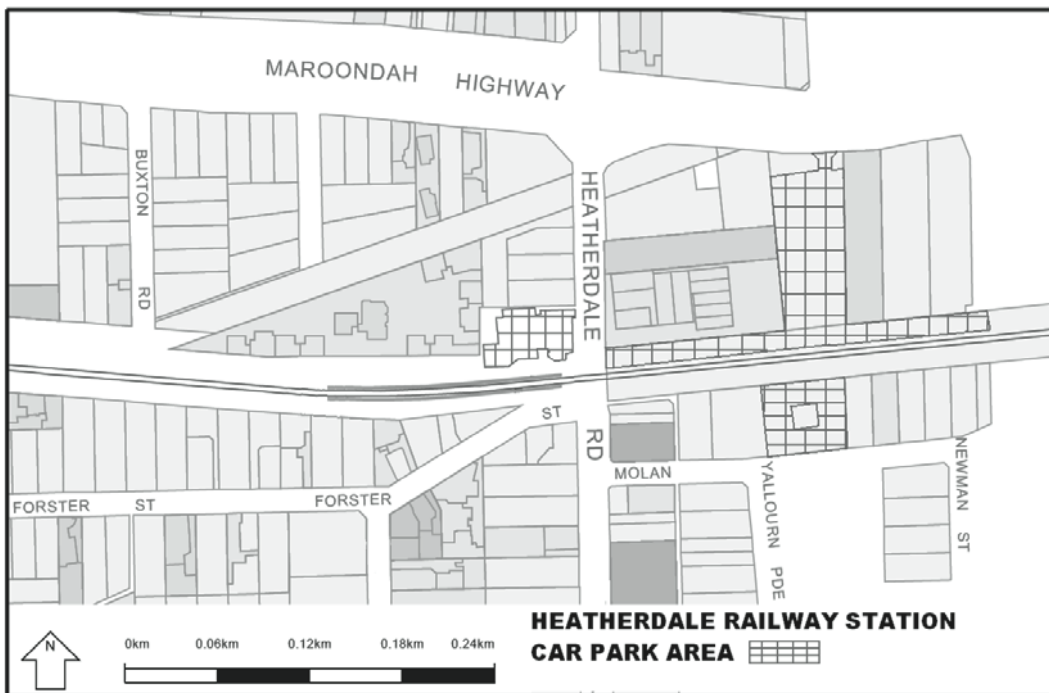 MAROONDAH HIGHWAY
BUXTON RD
HEATHERDALE RD
ST
MOLAN
FORSTER ST FORSTER
YALLOURN PDE
NEWMAN ST
N
0km 0.06km 0.12km 0.18km 0.24km
HEATHERDALE RAILWAY STATION
CAR PARK AREA